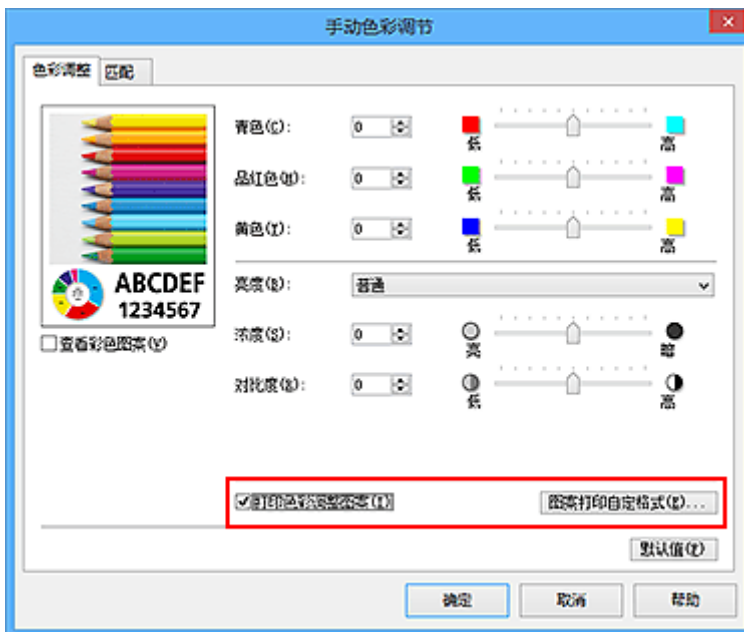 手动色彩调节
色彩调整 匹配
青色(C): 0 低 高
品红色(M): 0 低 高
黄色(Y): 0 低 高
ABCDEF
1234567
亮度(B): 普通
查看彩色图案(V)
浓度(S): 0 亮 暗
对比度(R): 0 低 高
打印色彩调整图案(I) 图案打印自定格式(E)...
默认值(F)
确定 取消 帮助